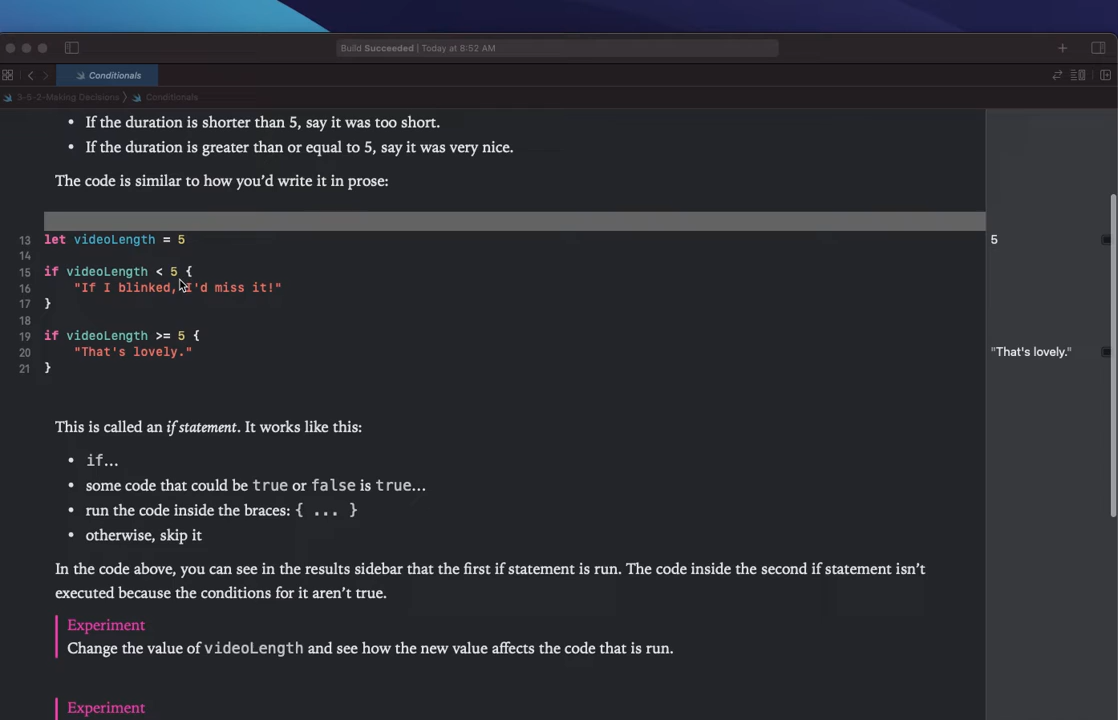 Build Succeeded | Today at 8:52 AM
Conditionals
3-5-2-Making Decisions 〉 Conditionals
• If the duration is shorter than 5, say it was too short.
• If the duration is greater than or equal to 5, say it was very nice.
The code is similar to how you’d write it in prose:
13 let videoLength = 5 5
14
15 if videoLength < 5 {
16 "If I blinked, I'd miss it!"
17 }
18
19 if videoLength >= 5 {
20 "That's lovely." "That's lovely."
21 }
This is called an if statement. It works like this:
• if…
• some code that could be true or false is true…
• run the code inside the braces: { ... }
• otherwise, skip it
In the code above, you can see in the results sidebar that the first if statement is run. The code inside the second if statement isn’t
executed because the conditions for it aren’t true.
Experiment
Change the value of videoLength and see how the new value affects the code that is run.
Experiment